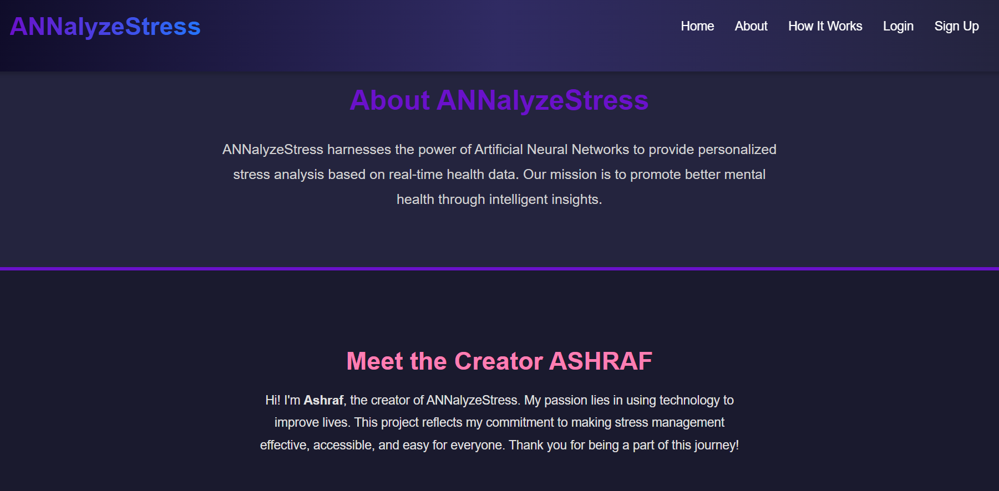 ANNalyzeStress
Home About How It Works Login Sign Up
About ANNalyzeStress
ANNalyzeStress harnesses the power of Artificial Neural Networks to provide personalized
stress analysis based on real-time health data. Our mission is to promote better mental
health through intelligent insights.
Meet the Creator ASHRAF
Hi! I'm Ashraf, the creator of ANNalyzeStress. My passion lies in using technology to
improve lives. This project reflects my commitment to making stress management
effective, accessible, and easy for everyone. Thank you for being a part of this journey!